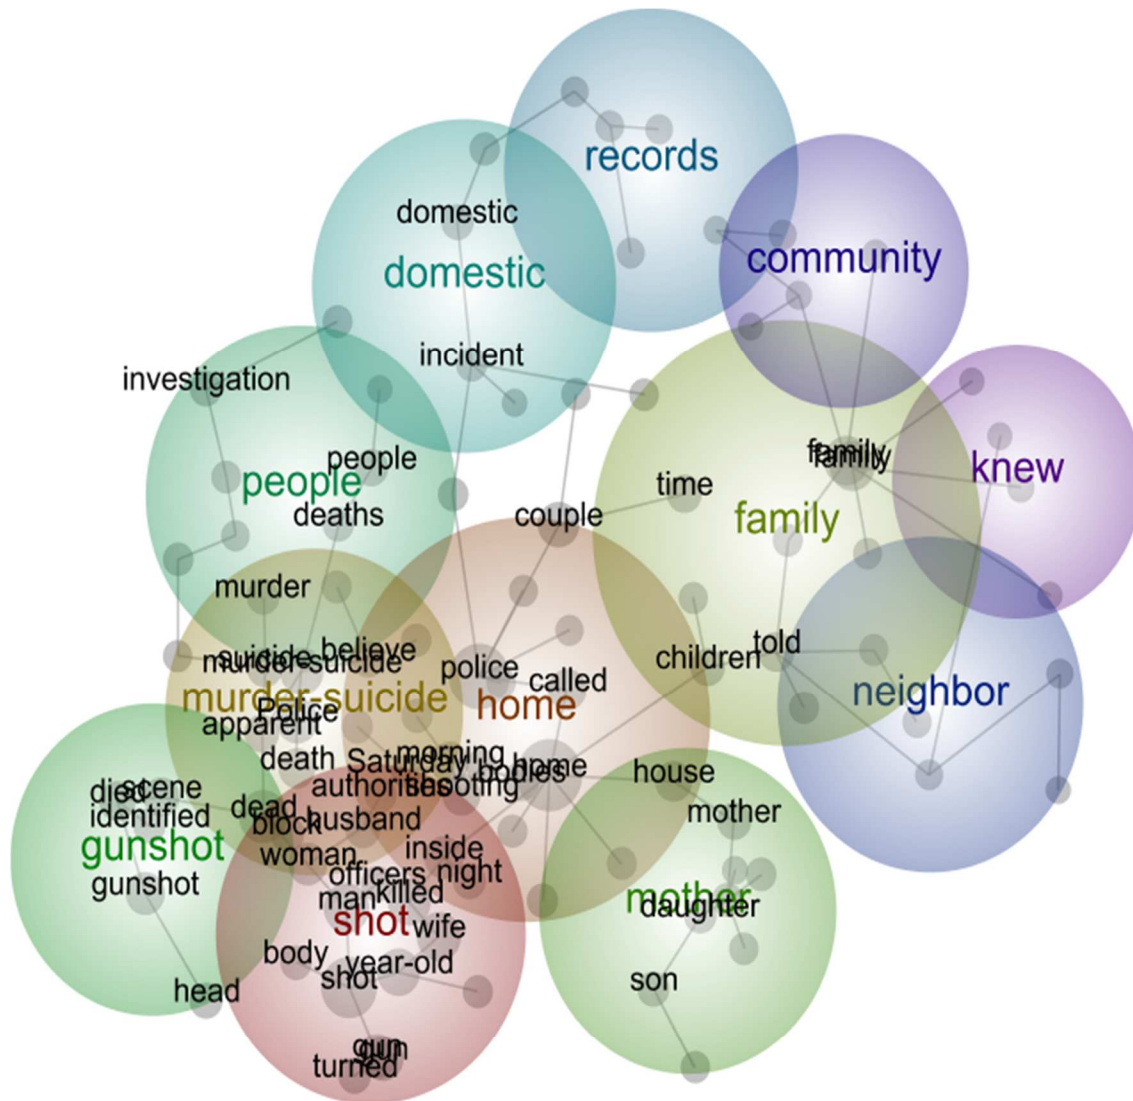 records
domestic
community
domestic
incident
investigation
people
family
family
people
knew
time
deaths
couple
family
murder
told
suicide
believe
murder-suicide
children
police
called
neighbor
murder-suicide
home
Police
apparent
morning
death
Saturday
bodies
home
house
authorities
shooting
scene
died
dead
mother
identified
block
husband
gunshot
woman
inside
officers
night
gunshot
man
killed
mother
daughter
shot
wife
body
year-old
shot
son
head
gun
gun
turned